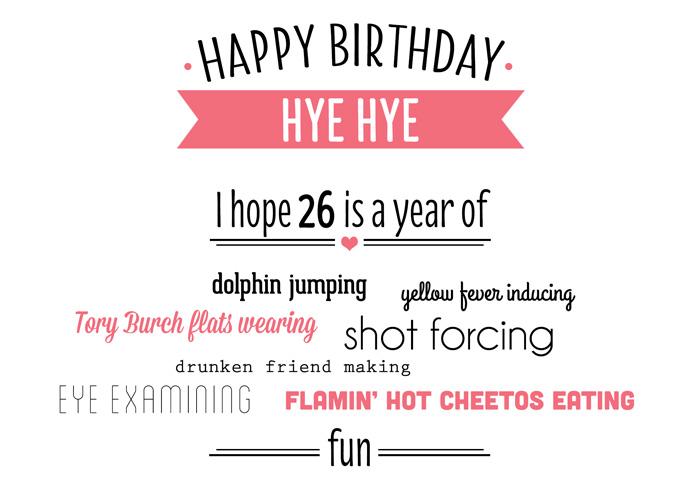 HAPPY BIRTHDAY
HYE HYE
I hope 26 is a year of
dolphin jumping
yellow fever inducing
Tory Burch flats wearing
shot forcing
drunken friend making
EYE EXAMINING
FLAMIN' HOT CHEETOS EATING
fun